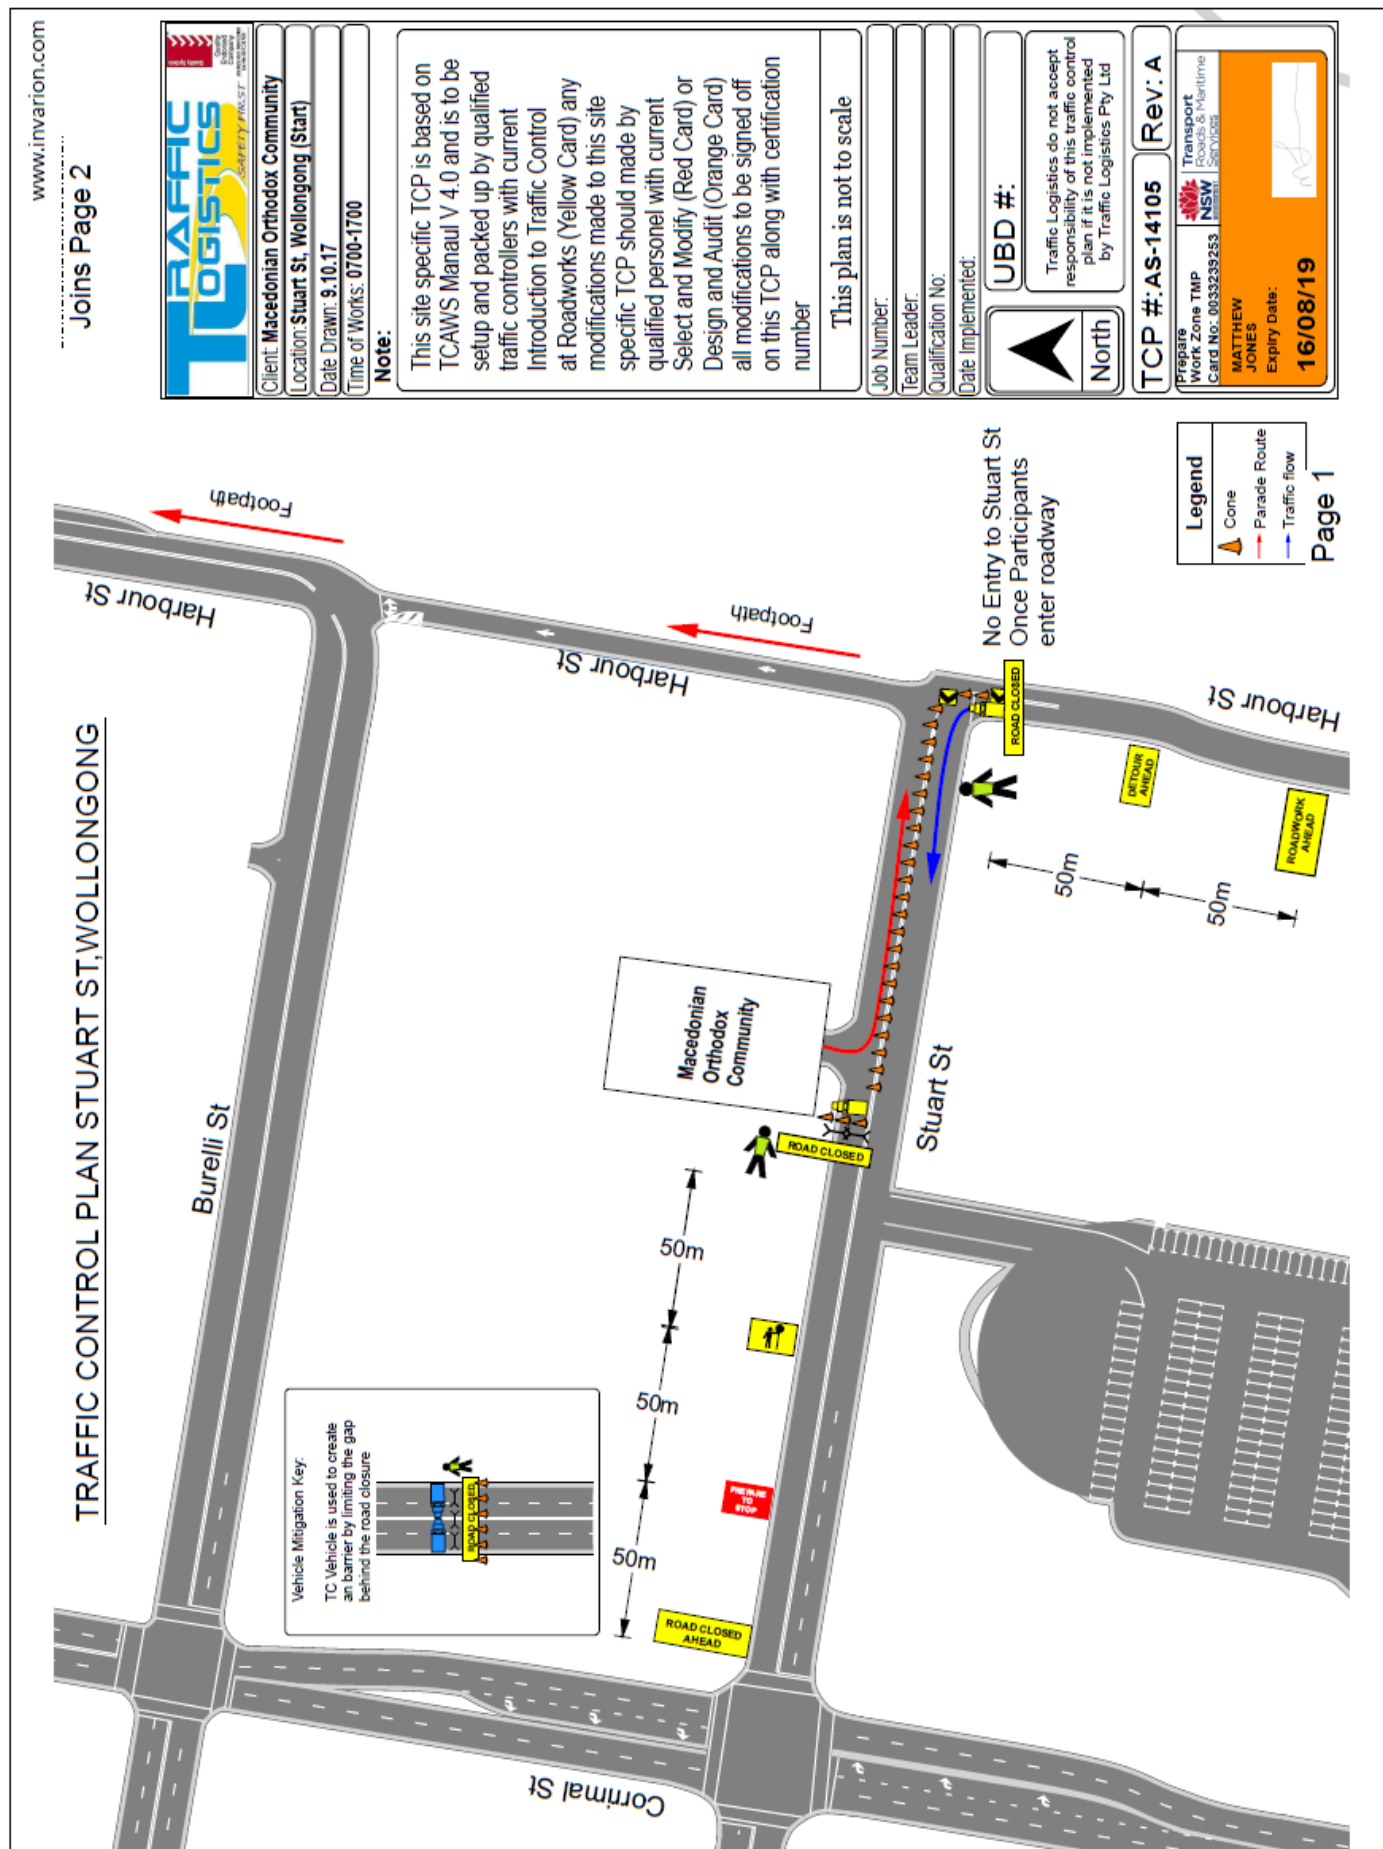 www.invarion.com
Joins Page 2
TRAFFIC CONTROL PLAN STUART ST,WOLLONGONG
TRAFFIC
LOGISTICS
SAFETY FIRST
Quality System
Quality
Endorsed
Company
Client: Macedonian Orthodox Community
Location: Stuart St, Wollongong (Start)
Date Drawn: 9.10.17
Time of Works: 0700-1700
Note:
This site specific TCP is based on
TCAWS Manaul V 4.0 and is to be
setup and packed up by qualified
traffic controllers with current
Introduction to Traffic Control
at Roadworks (Yellow Card) any
modifications made to this site
specific TCP should made by
qualified personel with current
Select and Modify (Red Card) or
Design and Audit (Orange Card)
all modifications to be signed off
on this TCP along with certification
number
This plan is not to scale
Job Number:
Team Leader:
Qualification No:
Date Implemented:
North
UBD #:
Traffic Logistics do not accept
responsibility of this traffic control
plan if it is not implemented
by Traffic Logistics Pty Ltd
TCP #: AS-14105
Rev: A
Prepare
Work Zone TMP
Card No: 0033239253
NSW
Transport
Roads & Maritime
Services
MATTHEW
JONES
Expiry Date:
16/08/19
Burelli St
Harbour St
Footpath
Harbour St
Footpath
Harbour St
Corrimal St
Stuart St
Macedonian
Orthodox
Community
Vehicle Mitigation Key:
TC Vehicle is used to create
an barrier by limiting the gap
behind the road closure
ROAD CLOSED
ROAD CLOSED
AHEAD
50m
PREPARE
TO
STOP
50m
50m
ROAD CLOSED
ROAD CLOSED
No Entry to Stuart St
Once Participants
enter roadway
DETOUR
AHEAD
50m
ROADWORK
AHEAD
50m
Legend
Cone
Parade Route
Traffic flow
Page 1